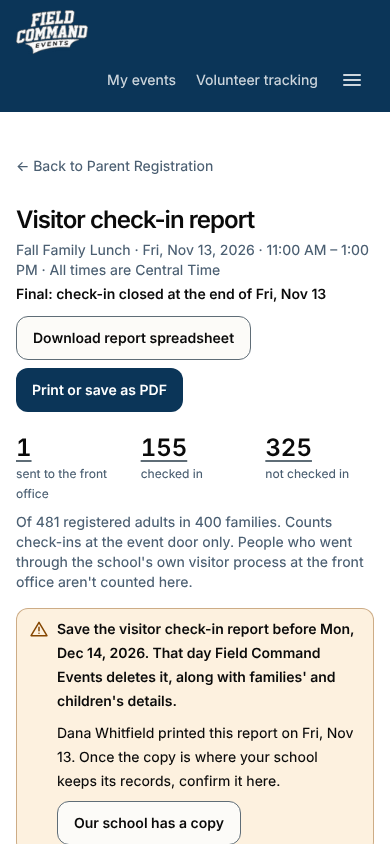 FIELD
COMMAND
EVENTS
My events Volunteer tracking
← Back to Parent Registration
Visitor check-in report
Fall Family Lunch · Fri, Nov 13, 2026 · 11:00 AM – 1:00
PM · All times are Central Time
Final: check-in closed at the end of Fri, Nov 13
Download report spreadsheet
Print or save as PDF
1 155 325
sent to the front checked in not checked in
office
Of 481 registered adults in 400 families. Counts
check-ins at the event door only. People who went
through the school's own visitor process at the front
office aren't counted here.
Save the visitor check-in report before Mon,
Dec 14, 2026. That day Field Command
Events deletes it, along with families' and
children's details.
Dana Whitfield printed this report on Fri, Nov
13. Once the copy is where your school
keeps its records, confirm it here.
Our school has a copy